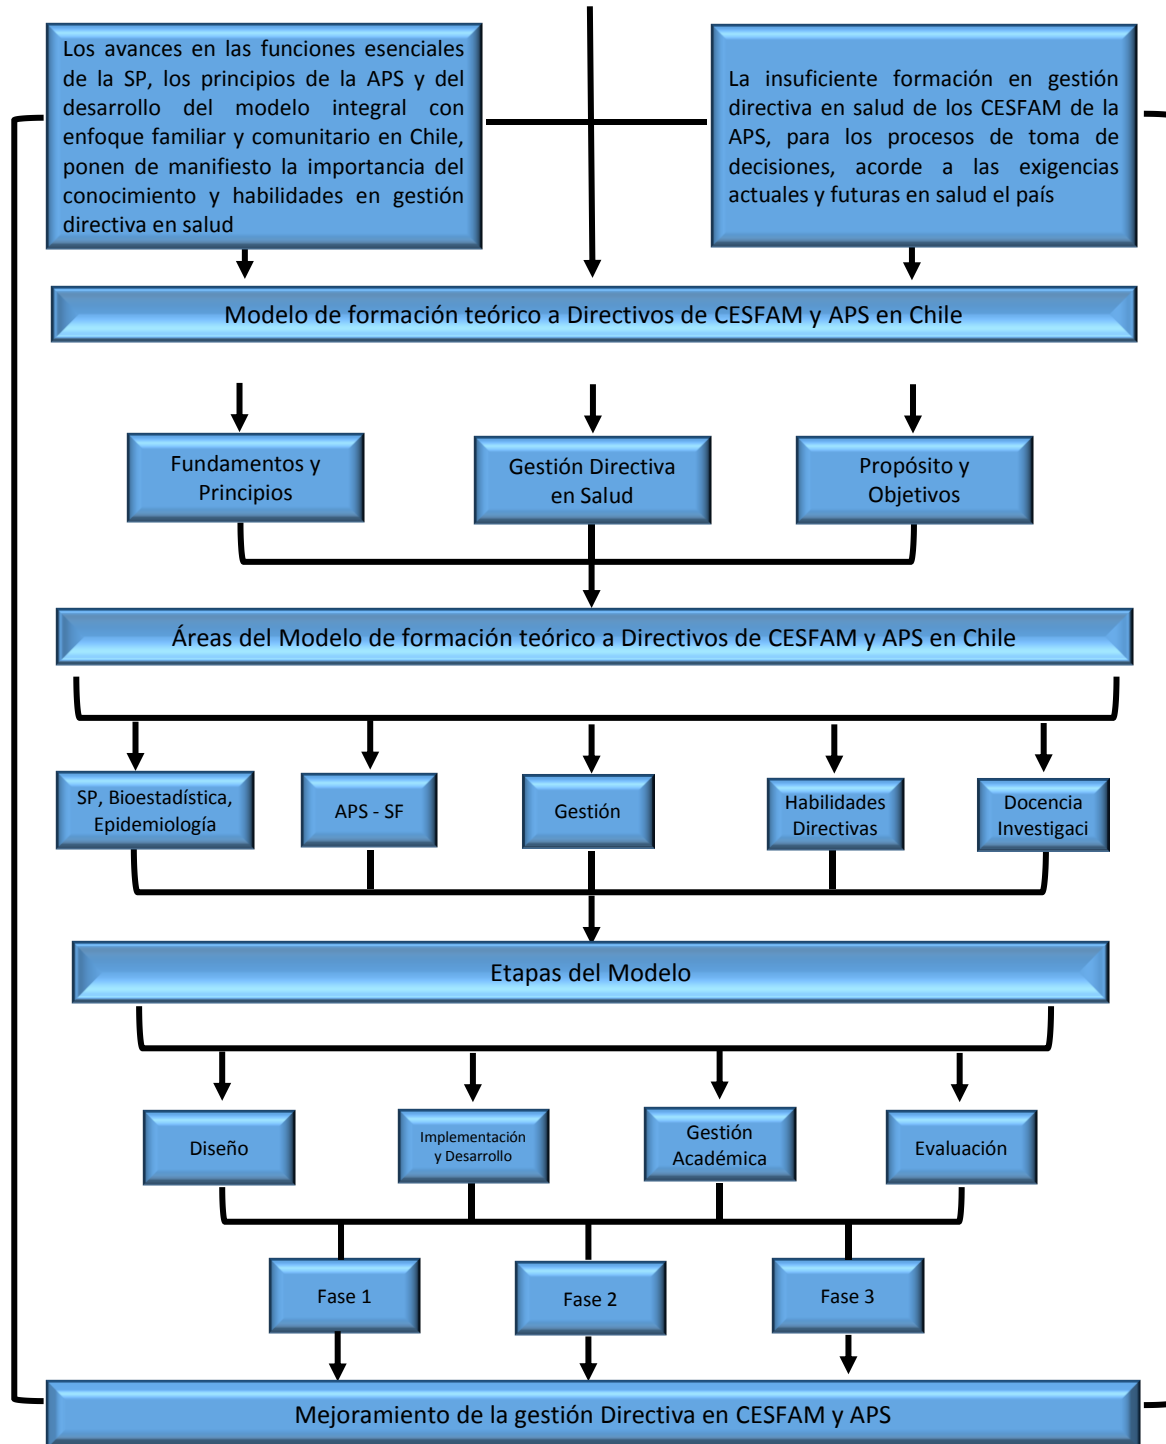 Los avances en las funciones esenciales
de la SP, los principios de la APS y del
desarrollo del modelo integral con
enfoque familiar y comunitario en Chile,
ponen de manifiesto la importancia del
conocimiento y habilidades en gestión
directiva en salud
La insuficiente formación en gestión
directiva en salud de los CESFAM de la
APS, para los procesos de toma de
decisiones, acorde a las exigencias
actuales y futuras en salud el país
Modelo de formación teórico a Directivos de CESFAM y APS en Chile
Fundamentos y
Principios
Gestión Directiva
en Salud
Propósito y
Objetivos
Áreas del Modelo de formación teórico a Directivos de CESFAM y APS en Chile
SP, Bioestadística,
Epidemiología
APS - SF
Gestión
Habilidades
Directivas
Docencia
Investigaci
Etapas del Modelo
Diseño
Implementación
y Desarrollo
Gestión
Académica
Evaluación
Fase 1
Fase 2
Fase 3
Mejoramiento de la gestión Directiva en CESFAM y APS